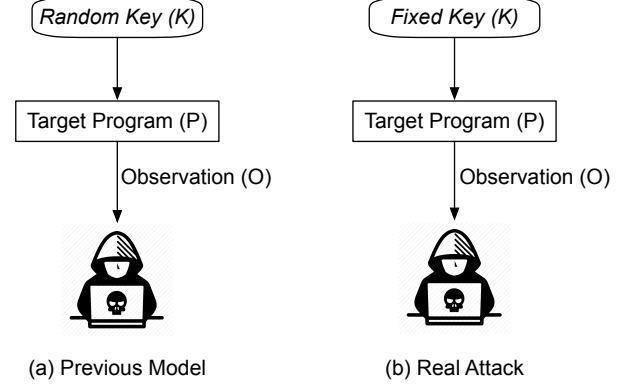 Random Key (K)
Target Program (P)
Observation (O)
(a) Previous Model
Fixed Key (K)
Target Program (P)
Observation (O)
(b) Real Attack